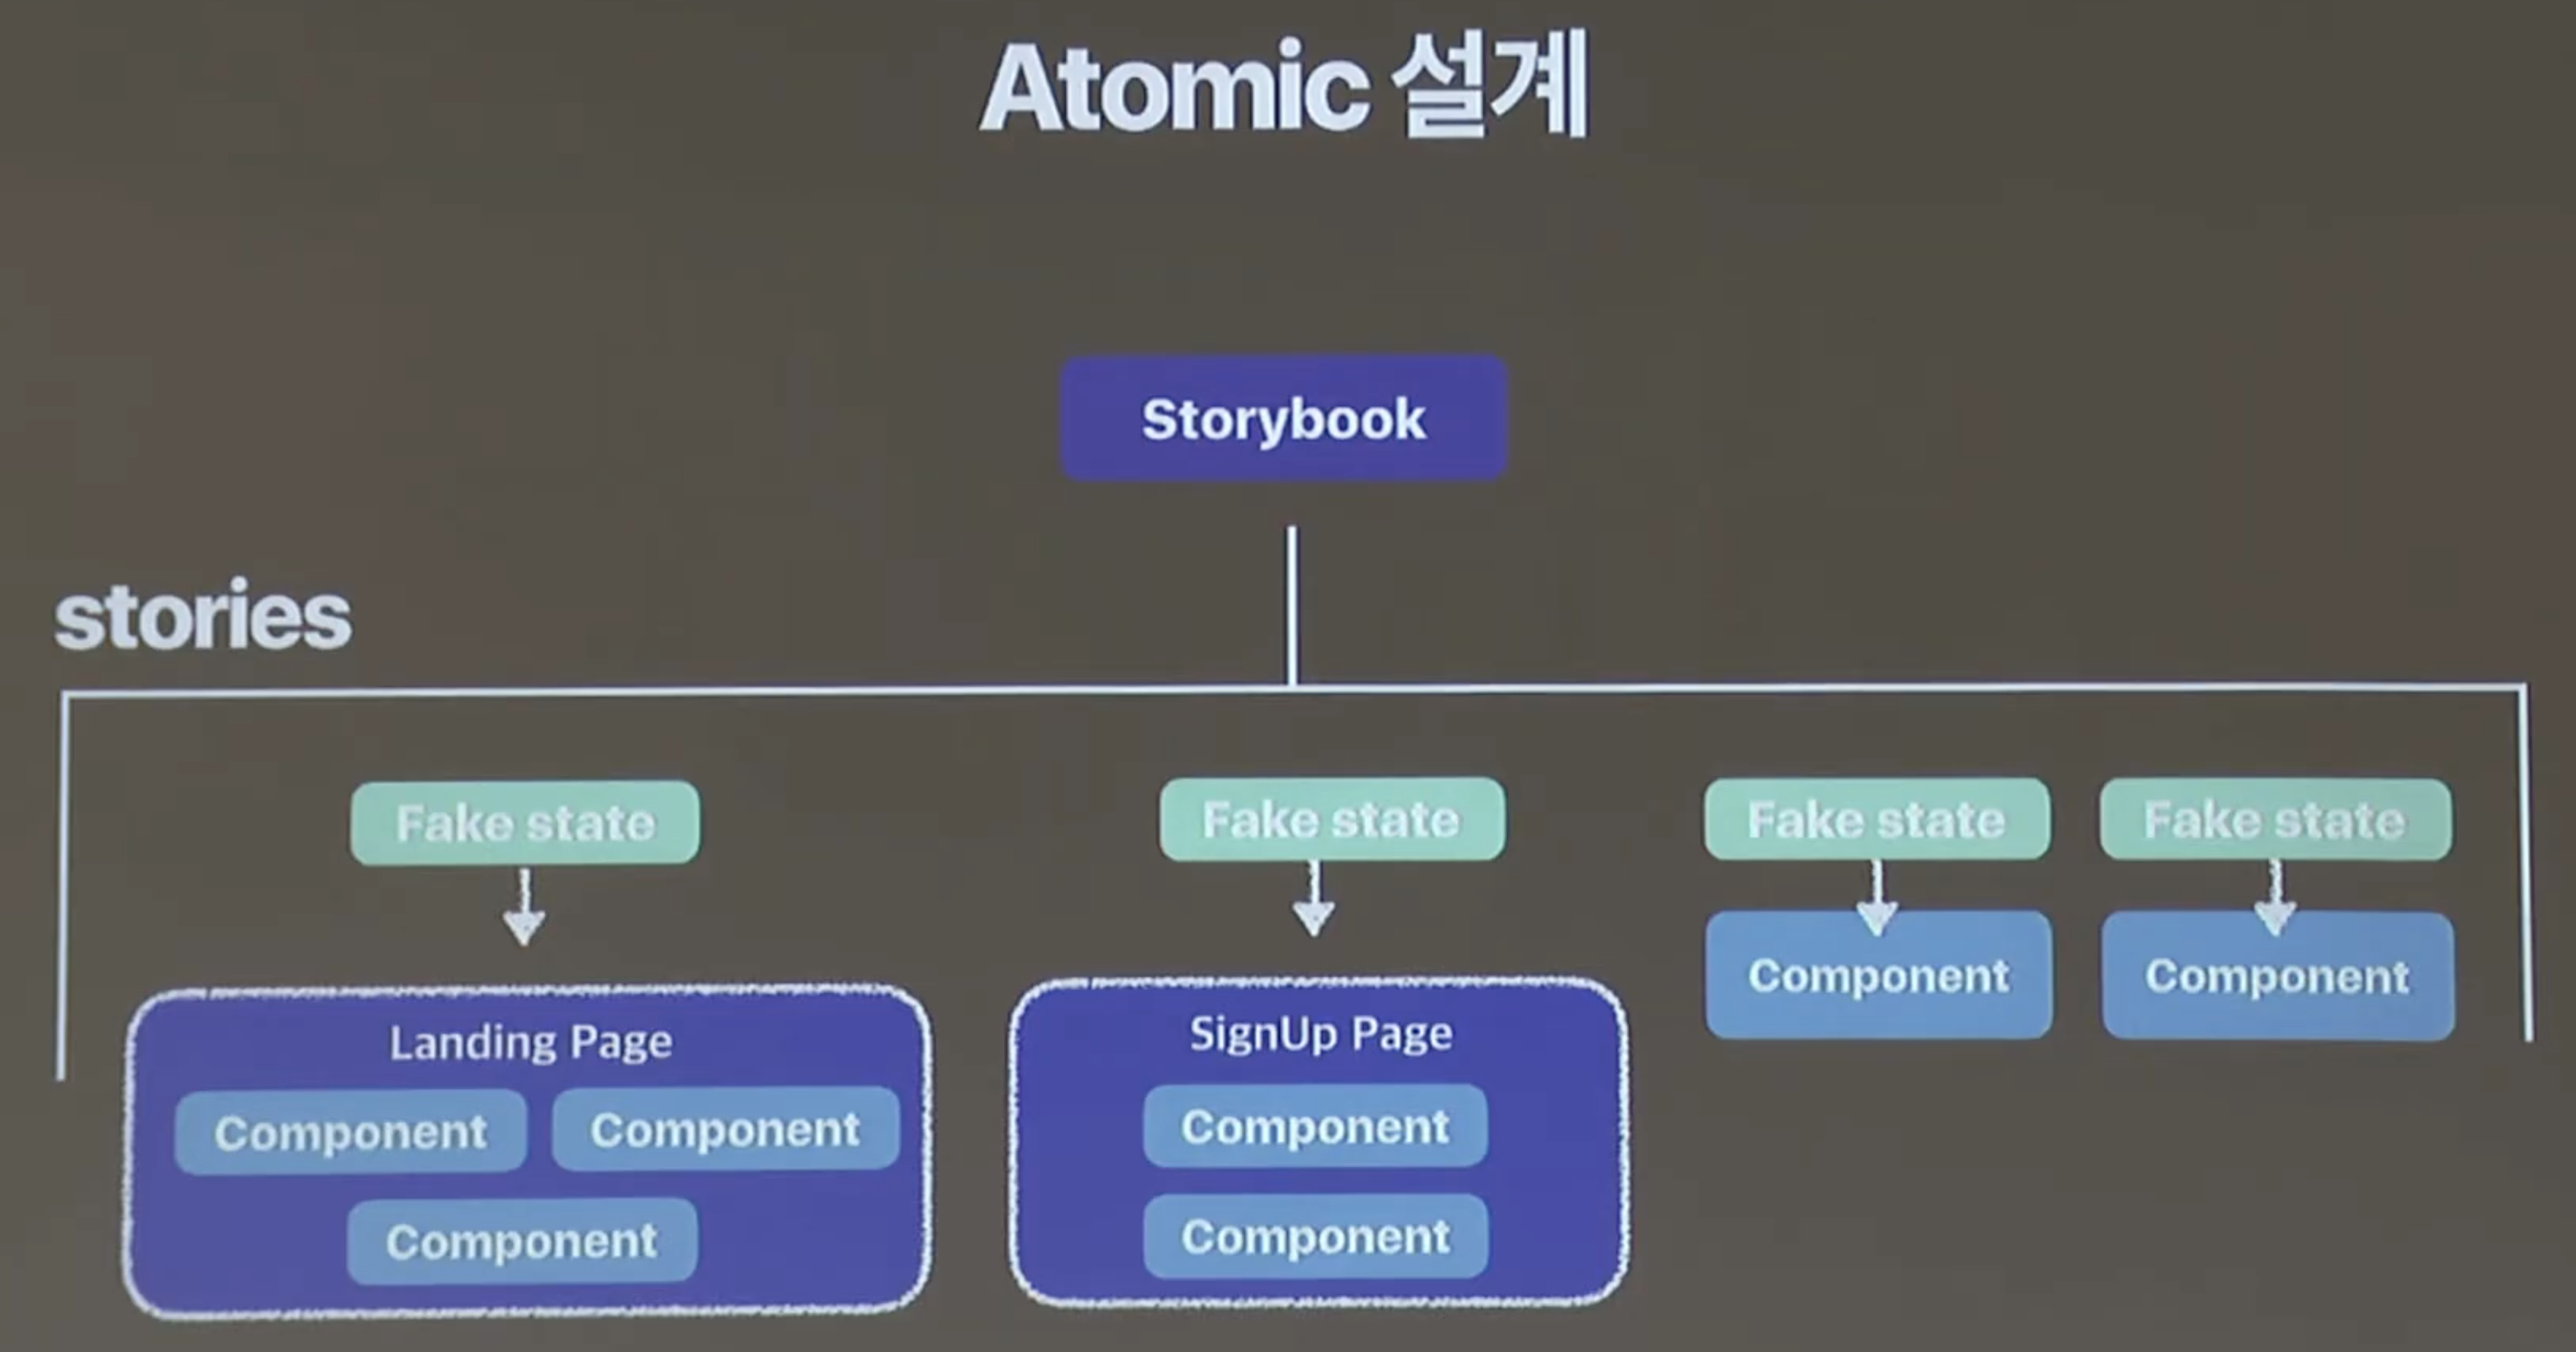 Atomic 설계
Storybook
stories
Fake state
Fake state
Fake state
Fake state
Landing Page
Component
Component
Component
SignUp Page
Component
Component
Component
Component